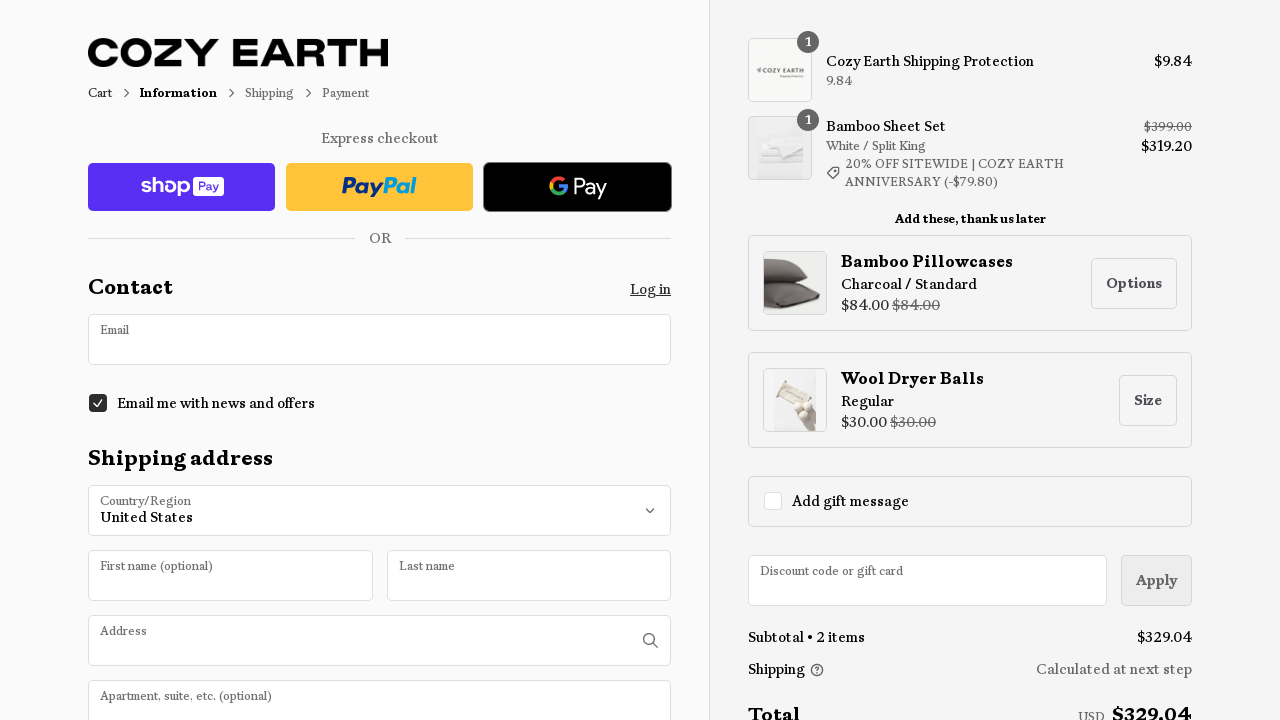 COZY EARTH
Cart > Information > Shipping > Payment
Express checkout
shop Pay
PayPal
G Pay
OR
Contact
Log in
Email
Email me with news and offers
Shipping address
Country/Region
United States
First name (optional)
Last name
Address
Apartment, suite, etc. (optional)
COZY EARTH
1
Cozy Earth Shipping Protection
9.84
$9.84
1
Bamboo Sheet Set
White / Split King
20% OFF SITEWIDE | COZY EARTH
ANNIVERSARY (-$79.80)
$399.00
$319.20
Add these, thank us later
Bamboo Pillowcases
Charcoal / Standard
$84.00 $84.00
Options
Wool Dryer Balls
Regular
$30.00 $30.00
Size
Add gift message
Discount code or gift card
Apply
Subtotal • 2 items
$329.04
Shipping
Calculated at next step
Total
USD $329.04